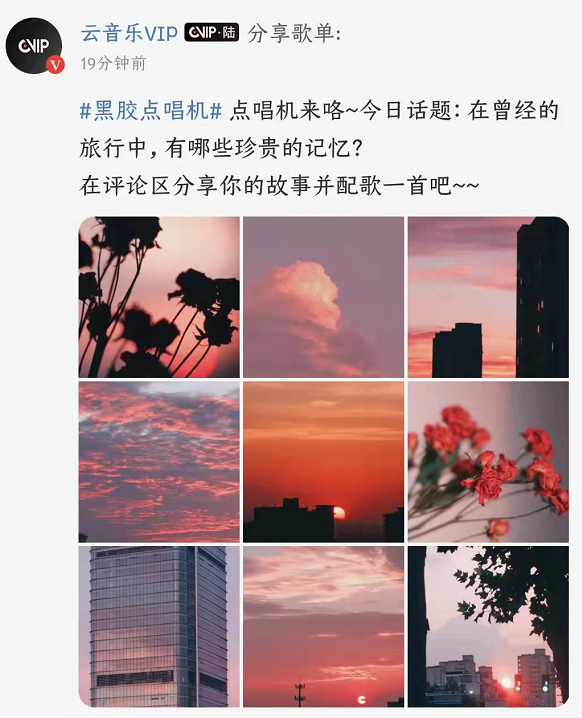 云音乐VIP CVIP·陆 分享歌单:
19分钟前
CVIP
V
#黑胶点唱机# 点唱机来咯~今日话题: 在曾经的
旅行中, 有哪些珍贵的记忆?
在评论区分享你的故事并配歌一首吧~~